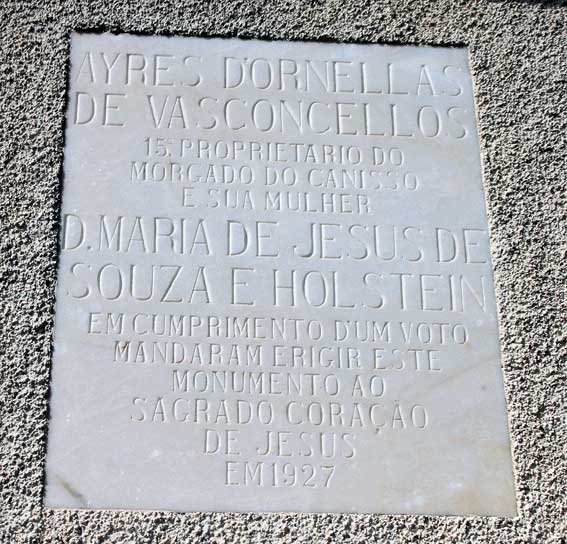 AYRES D'ORNELLAS
DE VASCONCELLOS
15º PROPRIETARIO DO
MORGADO DO CANISSO
E SUA MULHER
D. MARIA DE JESUS DE
SOUZA E HOLSTEIN
EM CUMPRIMENTO D'UM VOTO
MANDARAM ERIGIR ESTE
MONUMENTO AO
SAGRADO CORAÇÃO
DE JESUS
EM 1927